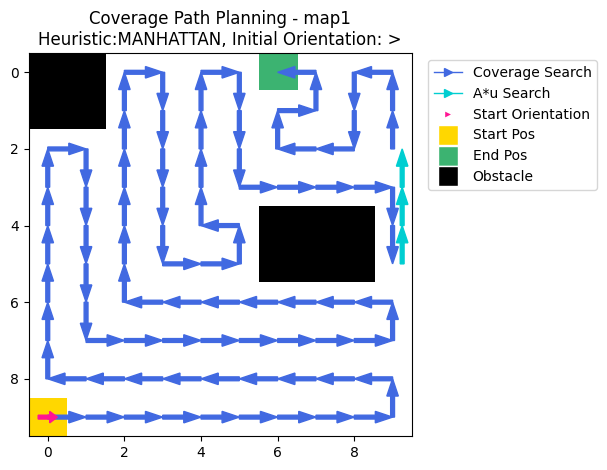 Coverage Path Planning - map1
Heuristic:MANHATTAN, Initial Orientation: >
0
2
4
6
8
0
2
4
6
8
Coverage Search
A*u Search
Start Orientation
Start Pos
End Pos
Obstacle